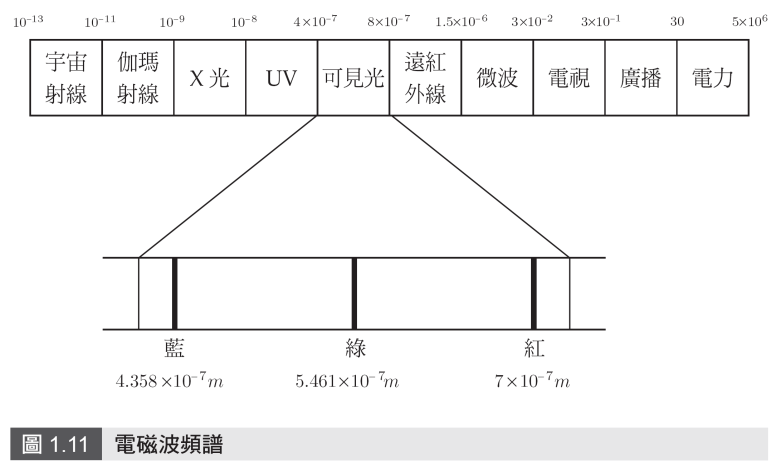 10⁻¹³ 10⁻¹¹ 10⁻⁹ 10⁻⁸ 4×10⁻⁷ 8×10⁻⁷ 1.5×10⁻⁶ 3×10⁻² 3×10⁻¹ 30 5×10⁶
宇宙射線 伽瑪射線 X 光 UV 可見光 遠紅外線 微波 電視 廣播 電力
藍 綠 紅
4.358×10⁻⁷m 5.461×10⁻⁷m 7×10⁻⁷m
圖 1.11 電磁波頻譜